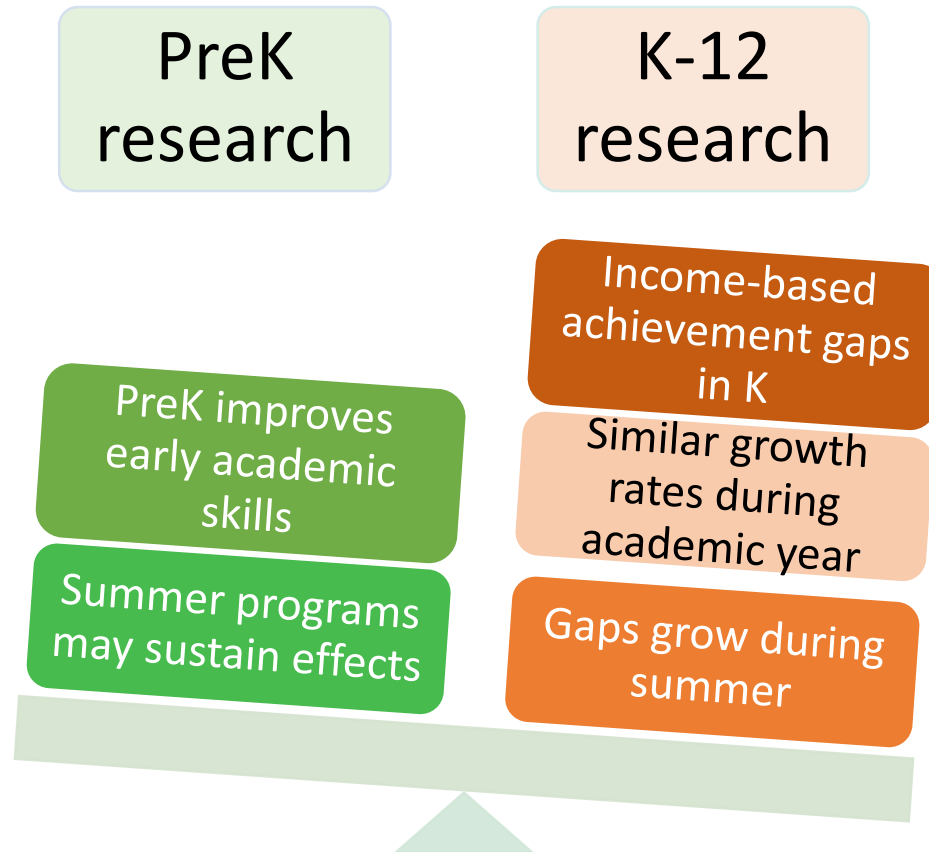 PreK
research
K-12
research
PreK improves
early academic
skills
Summer programs
may sustain effects
Income-based
achievement gaps
in K
Similar growth
rates during
academic year
Gaps grow during
summer